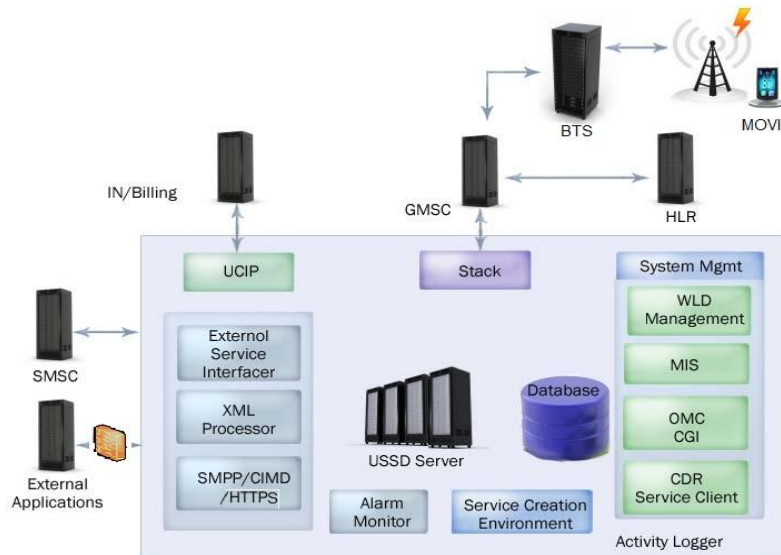 BTS
MOVI
IN/Billing
GMSC
HLR
UCIP
Stack
System Mgmt
WLD
Management
MIS
OMC
CGI
CDR
Service Client
SMSC
External
Applications
Externol
Service
Interfacer
XML
Processor
SMPP/CIMD
/HTTPS
USSD Server
Database
Alarm
Monitor
Service Creation
Environment
Activity Logger